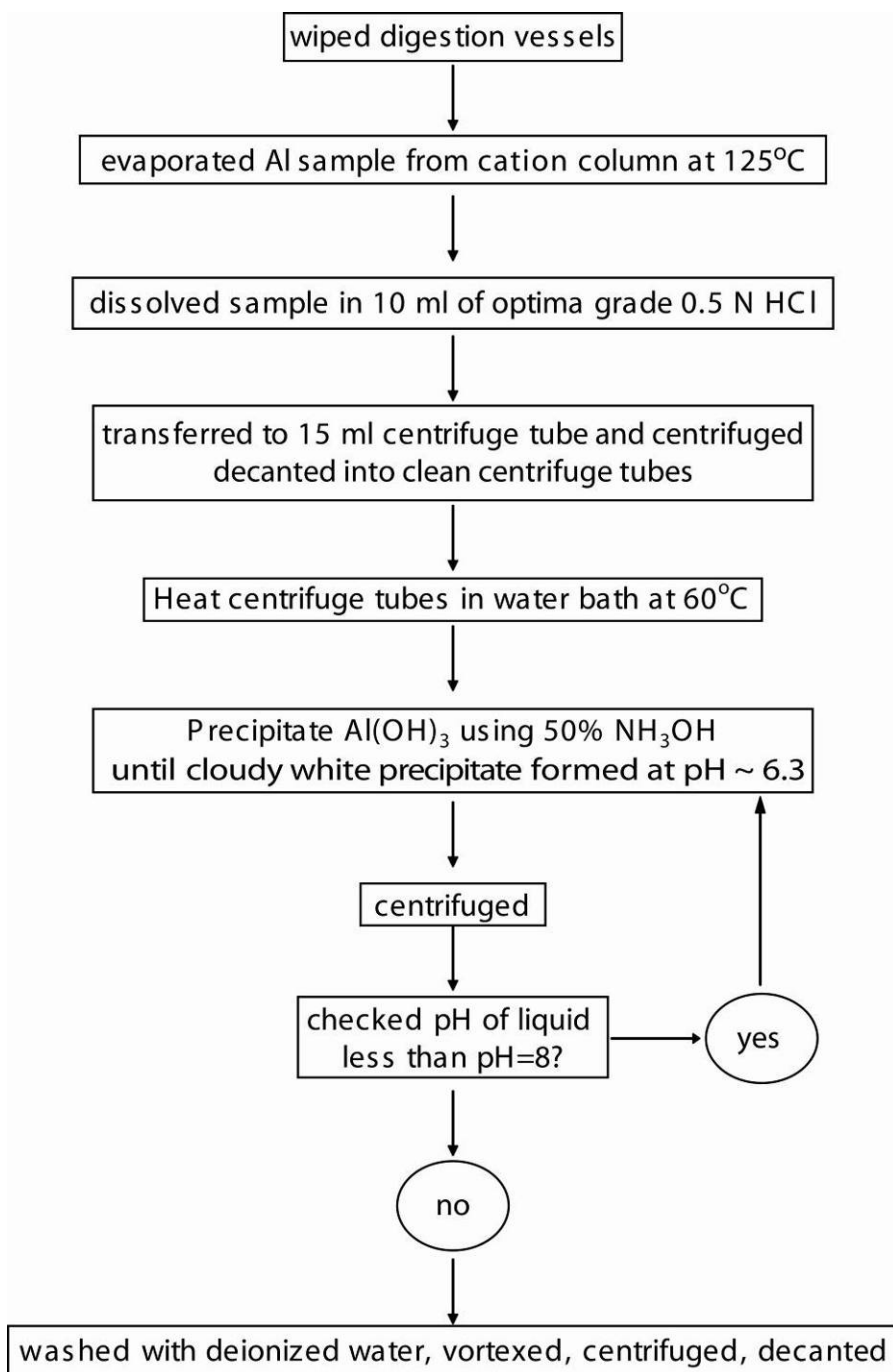 wiped digestion vessels
evaporated Al sample from cation column at 125°C
dissolved sample in 10 ml of optima grade 0.5 N HCl
transferred to 15 ml centrifuge tube and centrifuged
decanted into clean centrifuge tubes
Heat centrifuge tubes in water bath at 60°C
Precipitate Al(OH)₃ using 50% NH₃OH
until cloudy white precipitate formed at pH ~ 6.3
centrifuged
checked pH of liquid
less than pH=8?
yes
no
washed with deionized water, vortexed, centrifuged, decanted